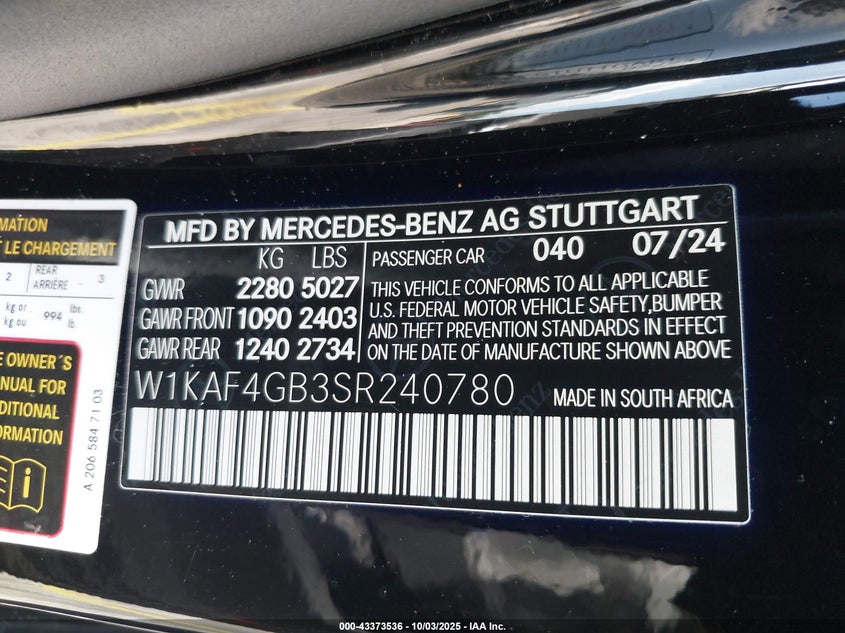 MATION
T LE CHARGEMENT
2 REAR ARRIÈRE - 3
kg or kg ou 994 lbs. lb.
E OWNER'S
ANUAL FOR
DDITIONAL
FORMATION
A 206 584 71 03
MFD BY MERCEDES-BENZ AG STUTTGART
KG LBS
GVWR 2280 5027
GAWR FRONT 1090 2403
GAWR REAR 1240 2734
PASSENGER CAR 040 07/24
THIS VEHICLE CONFORMS TO ALL APPLICABLE
U.S. FEDERAL MOTOR VEHICLE SAFETY,BUMPER
AND THEFT PREVENTION STANDARDS IN EFFECT
ON THE DATE OF MANUFACTURE SHOWN ABOVE
W1KAF4GB3SR240780 MADE IN SOUTH AFRICA
000-43373536 - 10/03/2025 - IAA Inc.